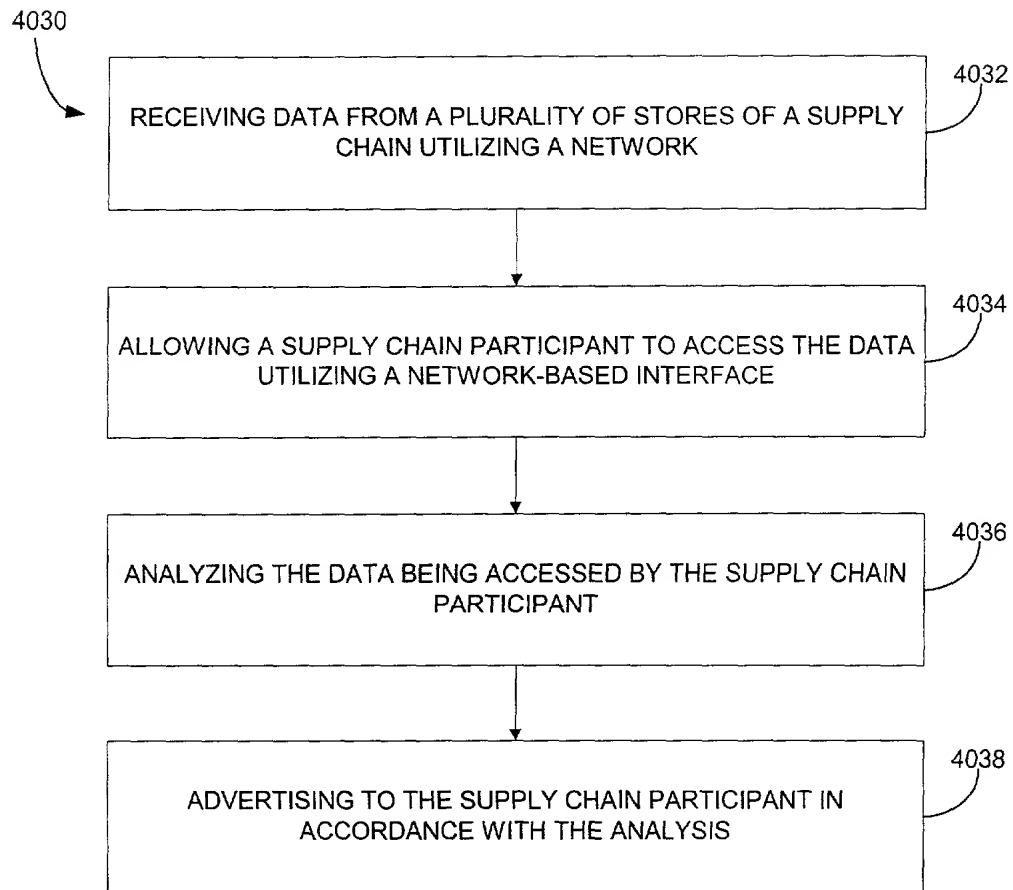 4030
4032
RECEIVING DATA FROM A PLURALITY OF STORES OF A SUPPLY
CHAIN UTILIZING A NETWORK
4034
ALLOWING A SUPPLY CHAIN PARTICIPANT TO ACCESS THE DATA
UTILIZING A NETWORK-BASED INTERFACE
4036
ANALYZING THE DATA BEING ACCESSED BY THE SUPPLY CHAIN
PARTICIPANT
4038
ADVERTISING TO THE SUPPLY CHAIN PARTICIPANT IN
ACCORDANCE WITH THE ANALYSIS